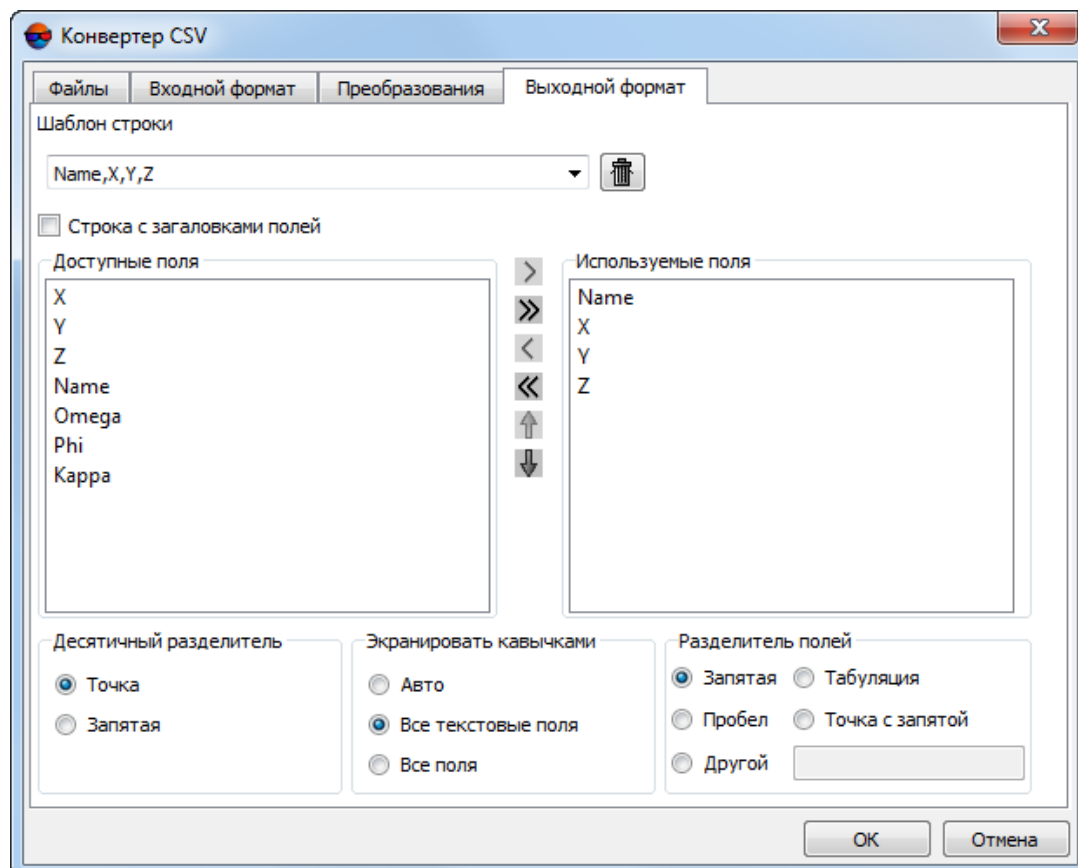 Конвертер CSV
Файлы
Входной формат
Преобразования
Выходной формат
Шаблон строки
Name,X,Y,Z
Строка с загаловками полей
Доступные поля
X
Y
Z
Name
Omega
Phi
Kappa
Используемые поля
Name
X
Y
Z
Десятичный разделитель
Точка
Запятая
Экранировать кавычками
Авто
Все текстовые поля
Все поля
Разделитель полей
Запятая
Табуляция
Пробел
Точка с запятой
Другой
OK
Отмена